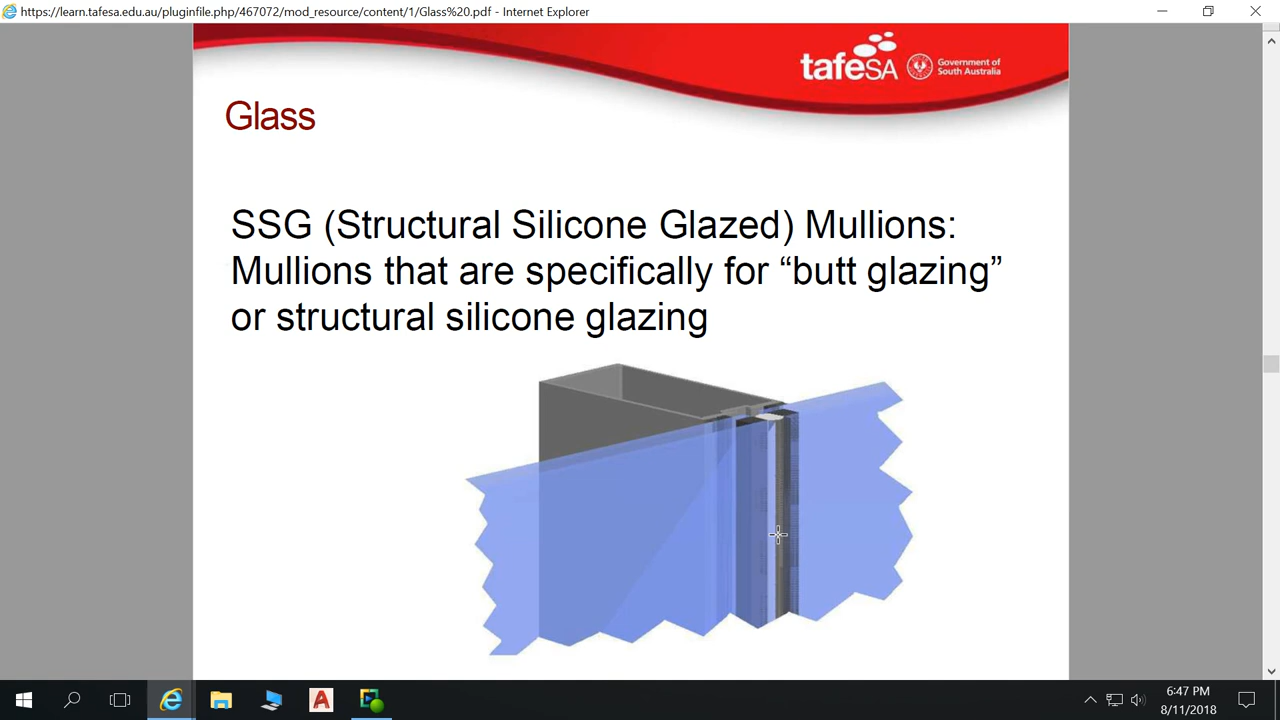 https://learn.tafesa.edu.au/pluginfile.php/467072/mod_resource/content/1/Glass%20.pdf - Internet Explorer
tafeSA
Government of
South Australia
Glass
SSG (Structural Silicone Glazed) Mullions:
Mullions that are specifically for “butt glazing”
or structural silicone glazing
A
6:47 PM
8/11/2018